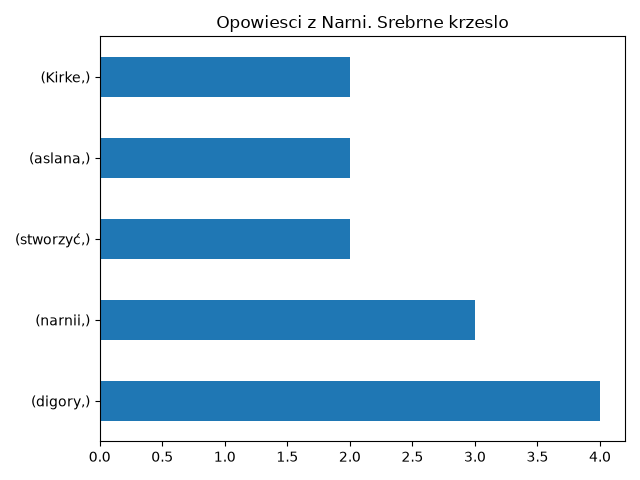 Opowiesci z Narni. Srebrne krzeslo
(Kirke,)
(aslana,)
(stworzyć,)
(narnii,)
(digory,)
0.0 0.5 1.0 1.5 2.0 2.5 3.0 3.5 4.0